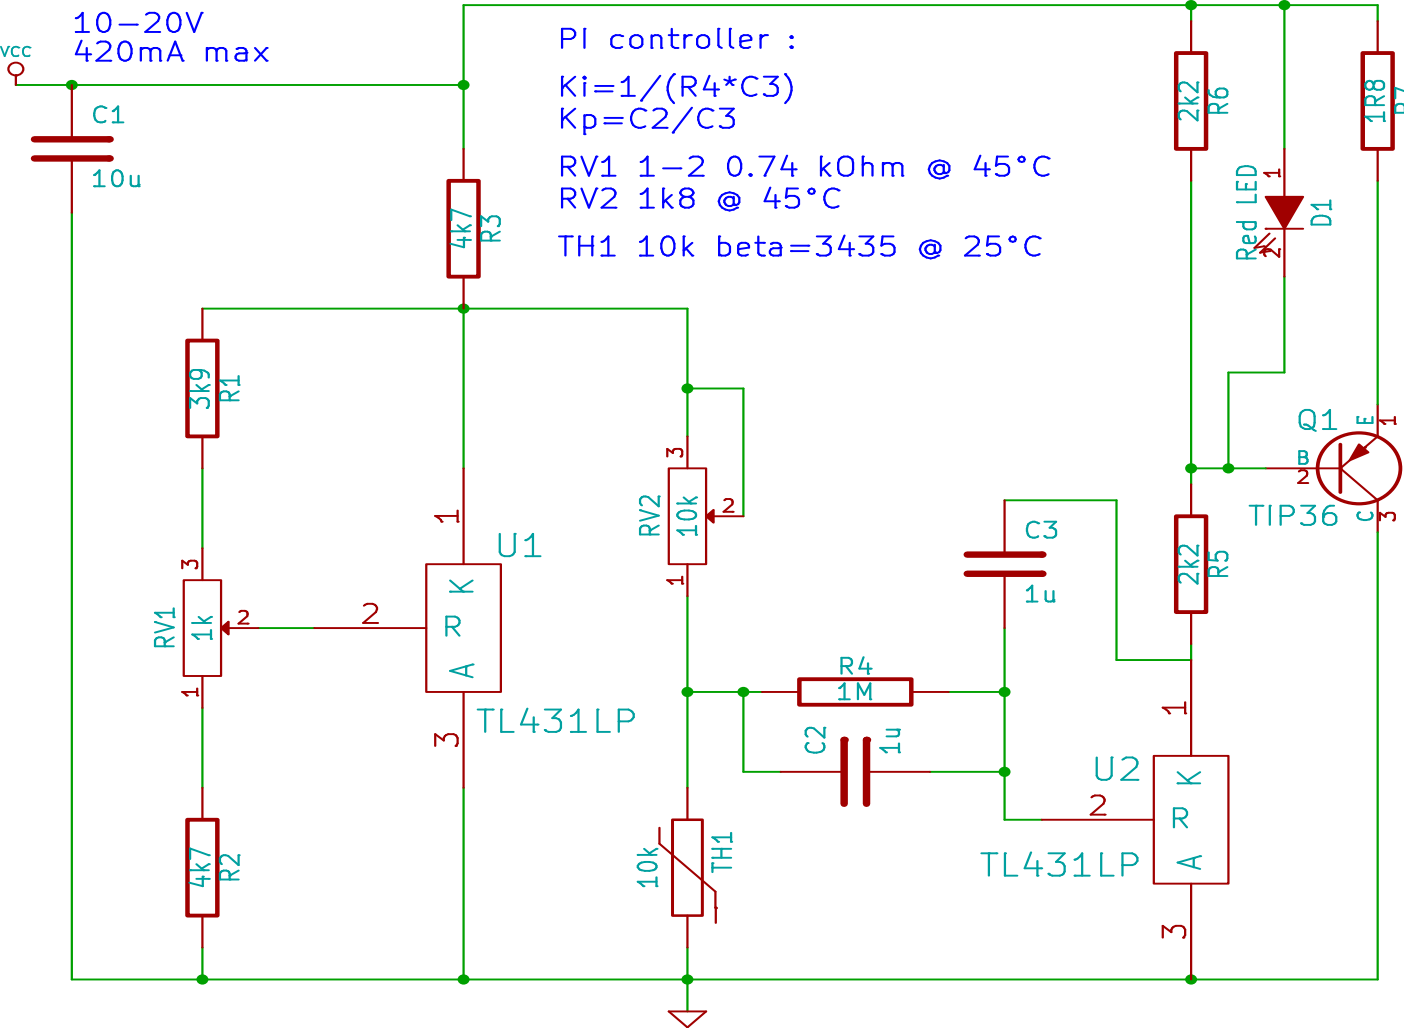 10-20V
420mA max
VCC
C1
10u
PI controller :
Ki=1/(R4*C3)
Kp=C2/C3
RV1 1-2 0.74 kOhm @ 45°C
RV2 1k8 @ 45°C
TH1 10k beta=3435 @ 25°C
4k7
R3
2k2
R6
1R8
R7
Red LED
D1
1
2
3k9
R1
3
RV1
1k
2
1
4k7
R2
U1
1
K
2
R
A
3
TL431LP
3
RV2
10k
2
1
C3
1u
R4
1M
C2
1u
10k
TH1
Q1
E
1
B
2
TIP36
C
3
2k2
R5
U2
1
K
2
R
A
3
TL431LP